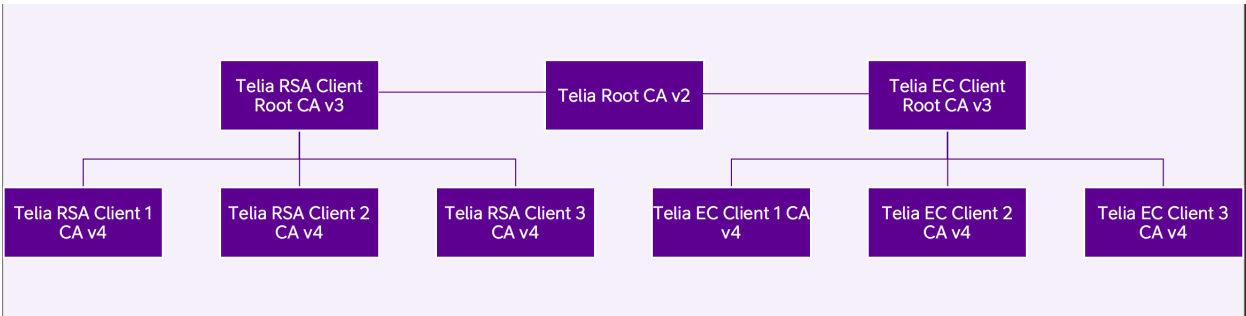 Telia RSA Client
Root CA v3
Telia Root CA v2
Telia EC Client
Root CA v3
Telia RSA Client 1
CA v4
Telia RSA Client 2
CA v4
Telia RSA Client 3
CA v4
Telia EC Client 1 CA
v4
Telia EC Client 2
CA v4
Telia EC Client 3
CA v4